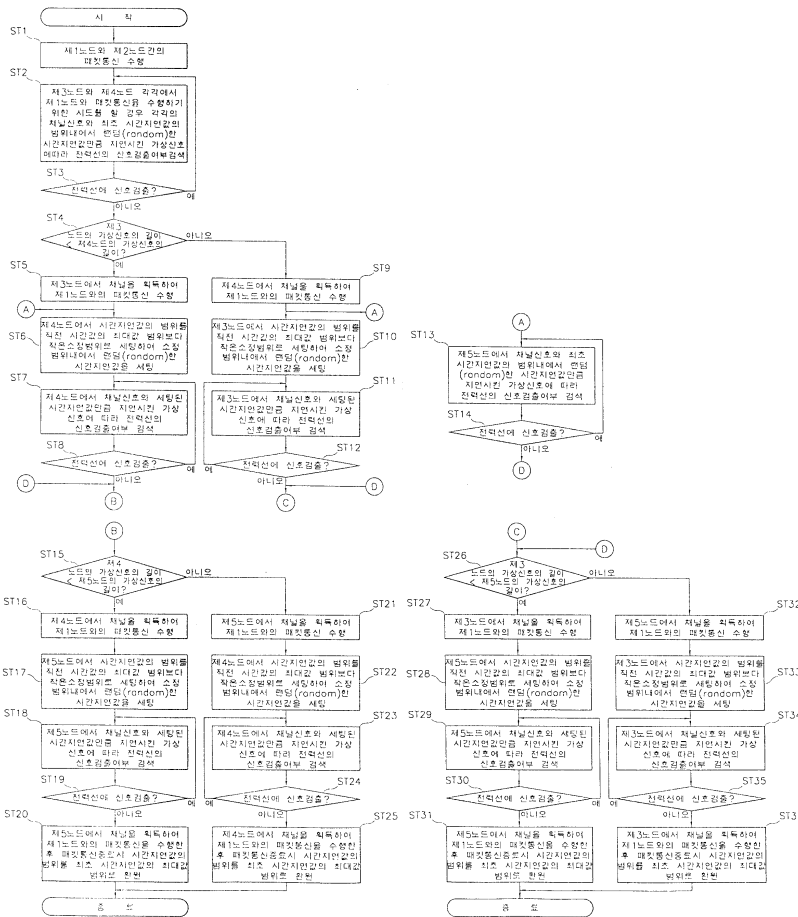 시 작
ST1
제1노드와 제2노드간의
패킷통신 수행
ST2
제3노드와 제4노드 각각에서
제1노드와 패킷통신을 수행하기
위한 시도를 할 경우 각각의
채널신호와 최초 시간지연값의
범위내에서 랜덤(random)한
시간지연값만큼 지연시킨 가상신호
에따라 전력선의 신호검출여부검색
ST3
전력선에 신호검출?
예
아니오
ST4
제3
노드의 가상신호의 길이
< 제4노드의 가상신호의
길이?
아니오
예
ST5
제3노드에서 채널을 획득하여
제1노드와의 패킷통신 수행
ST9
제4노드에서 채널을 획득하여
제1노드와의 패킷통신 수행
A
A
ST6
제4노드에서 시간지연값의 범위를
직전 시간값의 최대값 범위보다
작은소정범위로 세팅하여 소정
범위내에서 랜덤(random)한
시간지연값을 세팅
ST10
제3노드에서 시간지연값의 범위를
직전 시간값의 최대값 범위보다
작은소정범위로 세팅하여 소정
범위내에서 랜덤(random)한
시간지연값을 세팅
ST7
제4노드에서 채널신호와 세팅된
시간지연값만큼 지연시킨 가상
신호에 따라 전력선의
신호검출여부 검색
ST11
제3노드에서 채널신호와 세팅된
시간지연값만큼 지연시킨 가상
신호에 따라 전력선의
신호검출여부 검색
ST8
전력선에 신호검출?
예
아니오
D
B
ST12
전력선에 신호검출?
예
아니오
D
C
A
ST13
제5노드에서 채널신호와 최초
시간지연값의 범위내에서 랜덤
(random)한 시간지연값만큼
지연시킨 가상신호에 따라
전력선의 신호검출여부 검색
ST14
전력선에 신호검출?
예
아니오
D
B
ST15
제4
노드의 가상신호의 길이
< 제5노드의 가상신호의
길이?
아니오
예
ST16
제4노드에서 채널을 획득하여
제1노드와의 패킷통신 수행
ST21
제5노드에서 채널을 획득하여
제1노드와의 패킷통신 수행
ST17
제5노드에서 시간지연값의 범위를
직전 시간값의 최대값 범위보다
작은소정범위로 세팅하여 소정
범위내에서 랜덤(random)한
시간지연값을 세팅
ST22
제4노드에서 시간지연값의 범위를
직전 시간값의 최대값 범위보다
작은소정범위로 세팅하여 소정
범위내에서 랜덤(random)한
시간지연값을 세팅
ST18
제5노드에서 채널신호와 세팅된
시간지연값만큼 지연시킨 가상
신호에 따라 전력선의
신호검출여부 검색
ST23
제4노드에서 채널신호와 세팅된
시간지연값만큼 지연시킨 가상
신호에 따라 전력선의
신호검출여부 검색
ST19
전력선에 신호검출?
예
아니오
ST24
전력선에 신호검출?
예
아니오
ST20
제5노드에서 채널을 획득하여
제1노드와의 패킷통신을 수행한
후 패킷통신종료시 시간지연값의
범위를 최초 시간지연값의 최대값
범위로 환원
ST25
제4노드에서 채널을 획득하여
제1노드와의 패킷통신을 수행한
후 패킷통신종료시 시간지연값의
범위를 최초 시간지연값의 최대값
범위로 환원
종 료
C
D
ST26
제3
노드의 가상신호의 길이
< 제5노드의 가상신호의
길이?
아니오
예
ST27
제3노드에서 채널을 획득하여
제1노드와의 패킷통신 수행
ST32
제5노드에서 채널을 획득하여
제1노드와의 패킷통신 수행
ST28
제5노드에서 시간지연값의 범위를
직전 시간값의 최대값 범위보다
작은소정범위로 세팅하여 소정
범위내에서 랜덤(random)한
시간지연값을 세팅
ST33
제3노드에서 시간지연값의 범위를
직전 시간값의 최대값 범위보다
작은소정범위로 세팅하여 소정
범위내에서 랜덤(random)한
시간지연값을 세팅
ST29
제5노드에서 채널신호와 세팅된
시간지연값만큼 지연시킨 가상
신호에 따라 전력선의
신호검출여부 검색
ST34
제3노드에서 채널신호와 세팅된
시간지연값만큼 지연시킨 가상
신호에 따라 전력선의
신호검출여부 검색
ST30
전력선에 신호검출?
예
아니오
ST35
전력선에 신호검출?
예
아니오
ST31
제5노드에서 채널을 획득하여
제1노드와의 패킷통신을 수행한
후 패킷통신종료시 시간지연값의
범위를 최초 시간지연값의 최대값
범위로 환원
ST3
제3노드에서 채널을 획득하여
제1노드와의 패킷통신을 수행한
후 패킷통신종료시 시간지연값의
범위를 최초 시간지연값의 최대값
범위로 환원
종 료